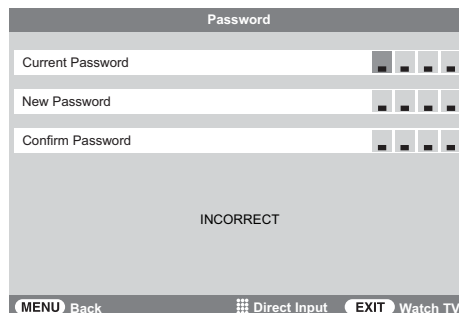 Password
Current Password
New Password
Confirm Password
INCORRECT
MENU Back Direct Input EXIT Watch TV